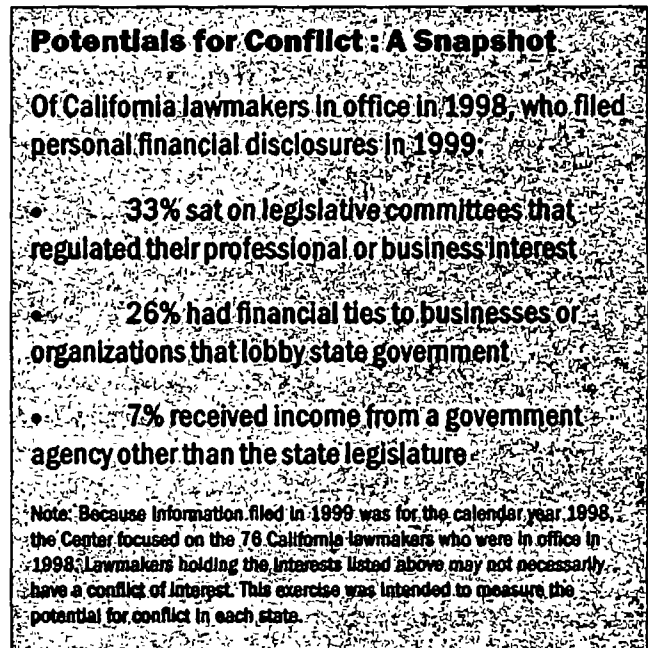 Potentials for Conflict : A Snapshot
Of California lawmakers in office in 1998, who filed
personal financial disclosures in 1999:
• 33% sat on legislative committees that
regulated their professional or business interest
• 26% had financial ties to businesses or
organizations that lobby state government
• 7% received income from a government
agency other than the state legislature
Note: Because information filed in 1999 was for the calendar year 1998,
the Center focused on the 76 California lawmakers who were in office in
1998. Lawmakers holding the interests listed above may not necessarily
have a conflict of interest. This exercise was intended to measure the
potential for conflict in each state.